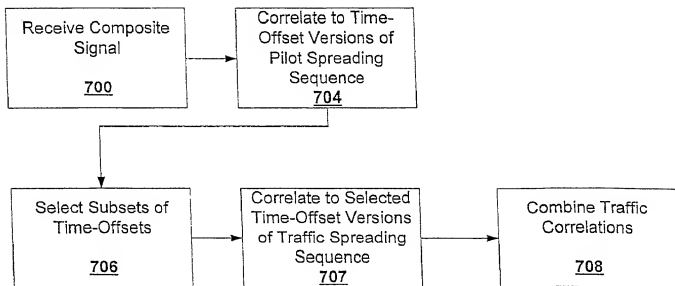 Receive Composite
Signal
700
Correlate to Time-
Offset Versions of
Pilot Spreading
Sequence
704
Select Subsets of
Time-Offsets
706
Correlate to Selected
Time-Offset Versions
of Traffic Spreading
Sequence
707
Combine Traffic
Correlations
708